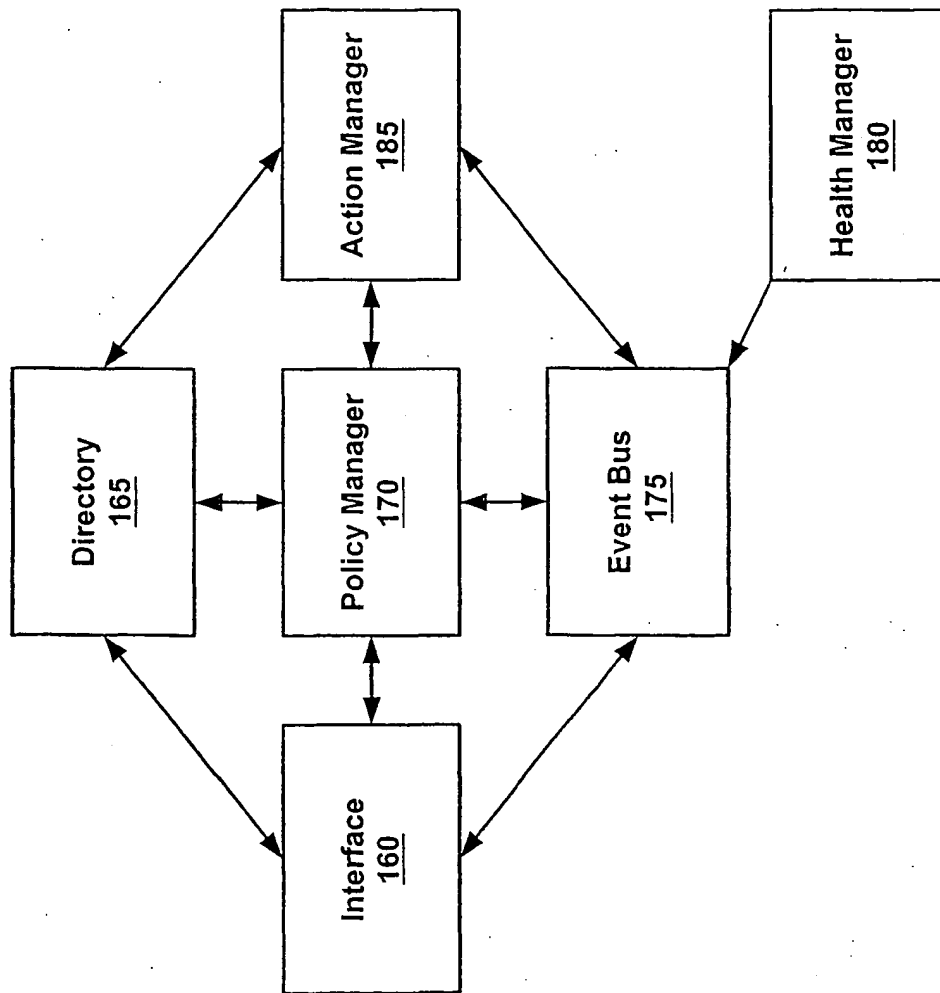 Directory
165
Interface
160
Policy Manager
170
Action Manager
185
Event Bus
175
Health Manager
180